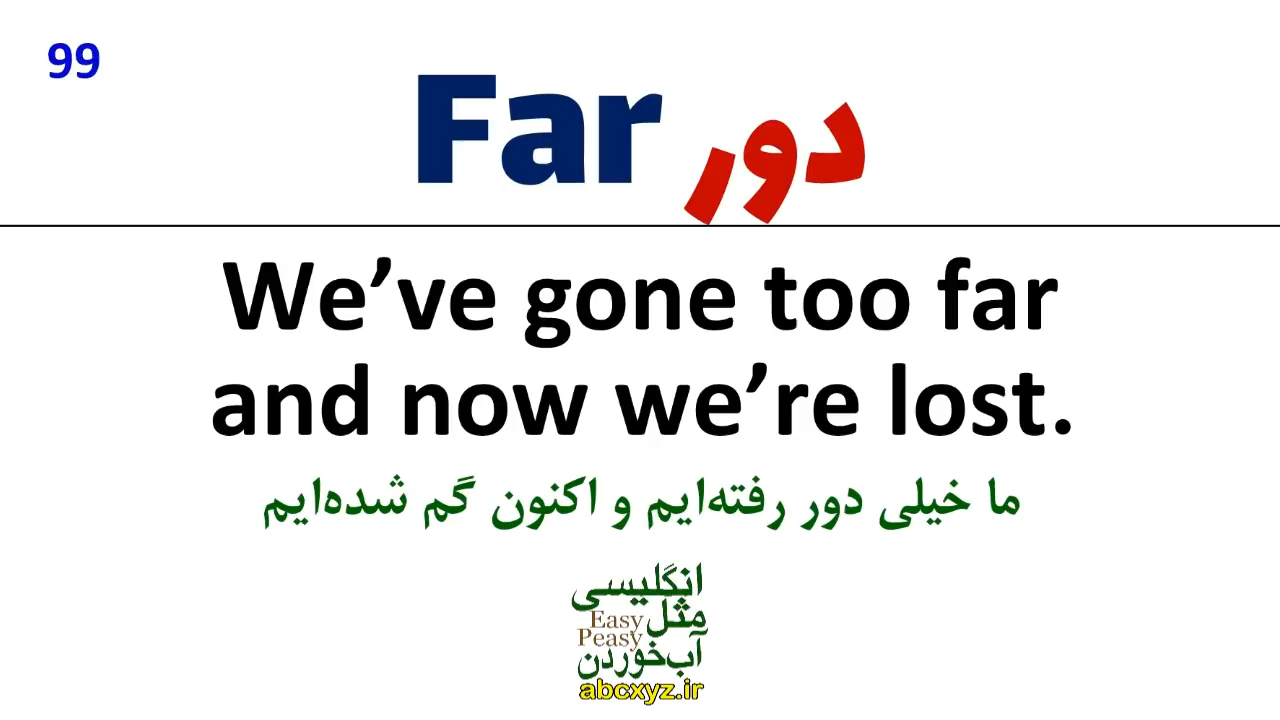 99
Far دور
We’ve gone too far
and now we’re lost.
ما خیلی دور رفته‌ایم و اکنون گم شده‌ایم
انگلیسی
مثل Easy
Peasy
آب‌خوردن
abcxyz.ir